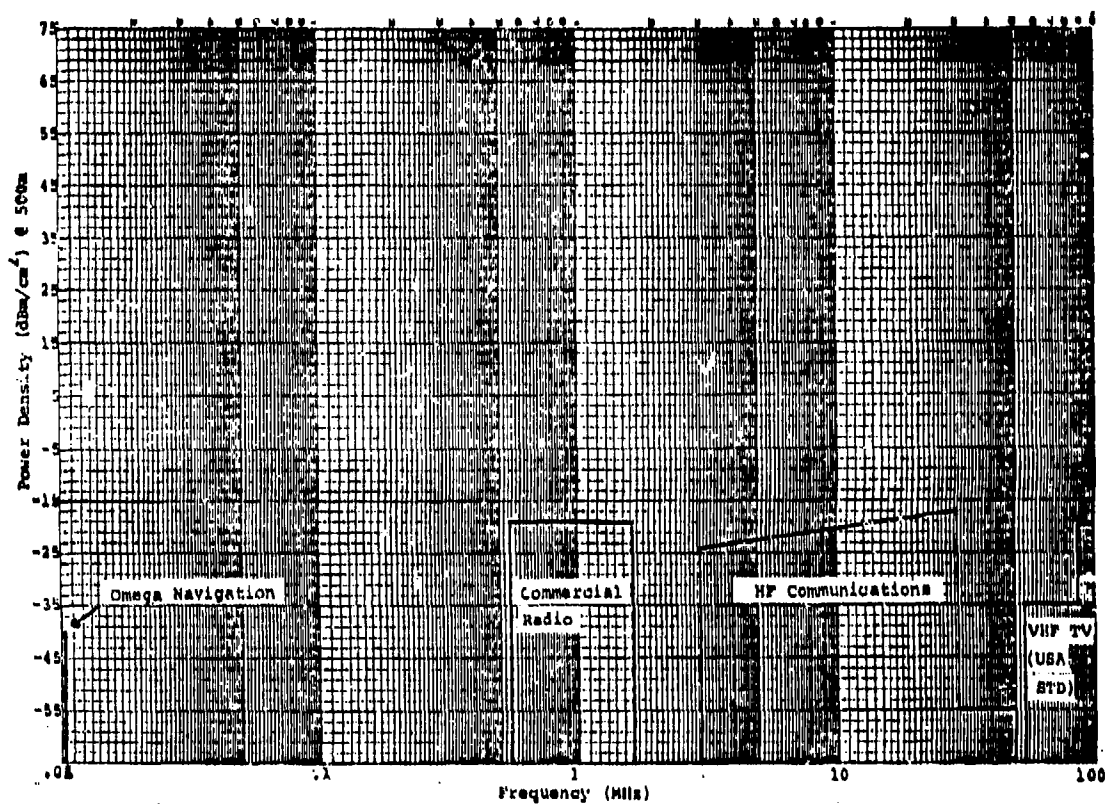 75
65
55
45
35
25
15
5
-5
-15
-25
-35
-45
-55
Power Density (dBm/cm²) @ 500m
Omega Navigation
Commercial
Radio
HF Communications
VHF TV
(USA
STD)
.01
.1
1
10
100
Frequency (MHz)